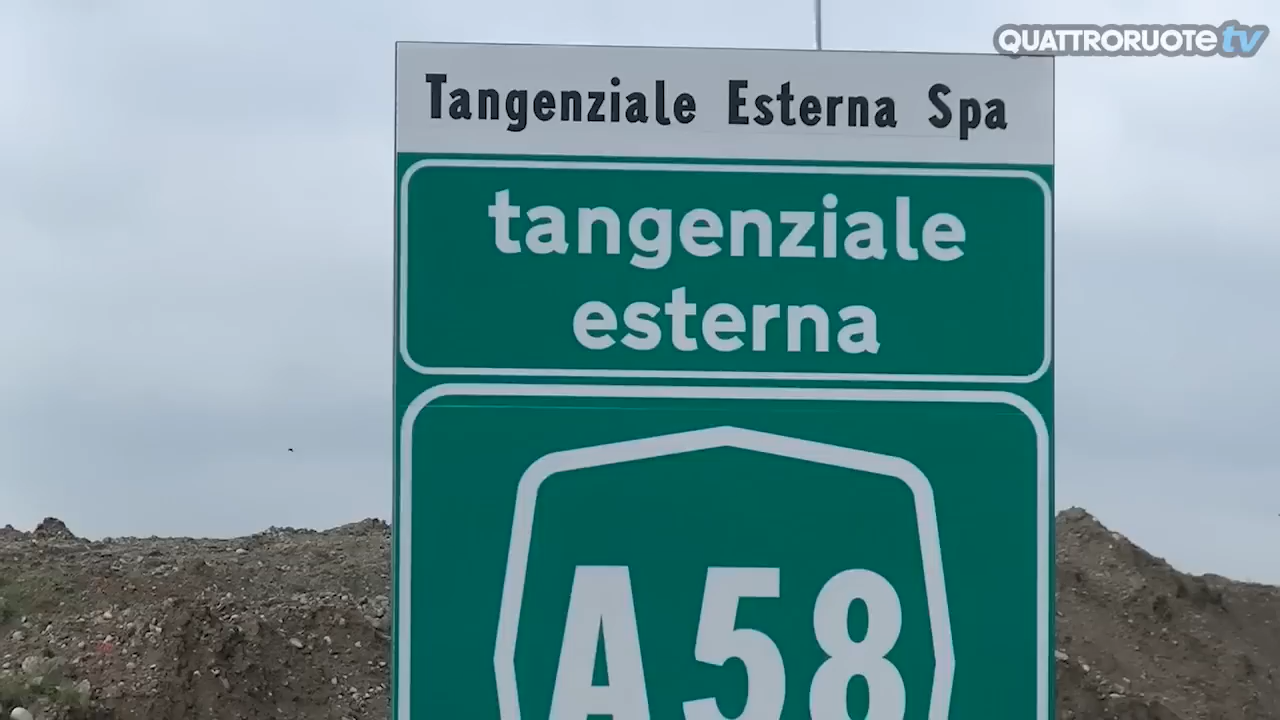 QUATTRORUOTEtv
Tangenziale Esterna Spa
tangenziale
esterna
A58